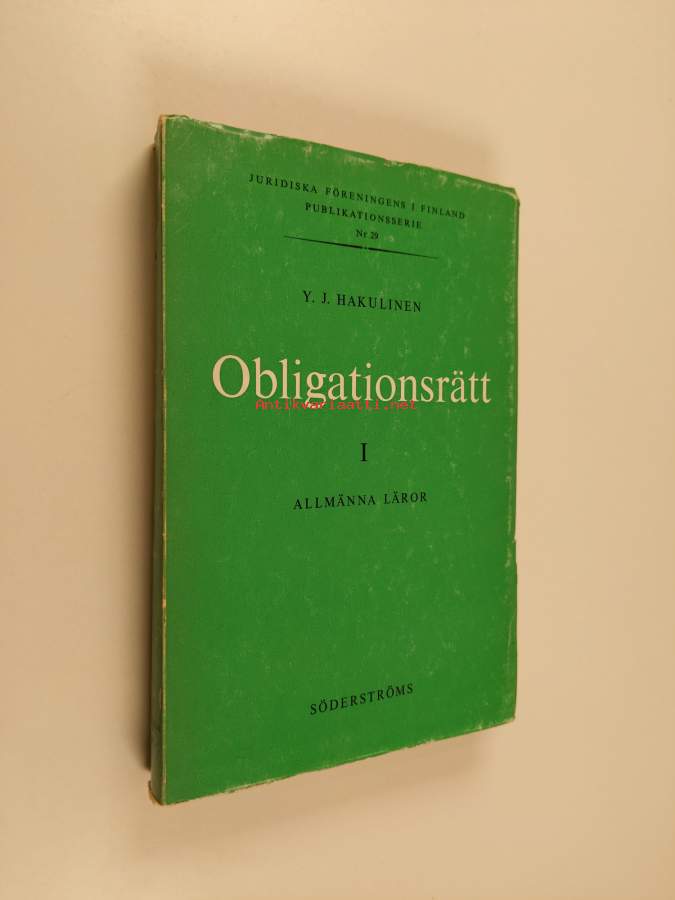 JURIDISKA FÖRENINGENS I FINLAND
PUBLIKATIONSSERIE
Nr 29
Y. J. HAKULINEN
Obligationsrätt
Antikvariaatti.net
I
ALLMÄNNA LÄROR
SÖDERSTRÖMS